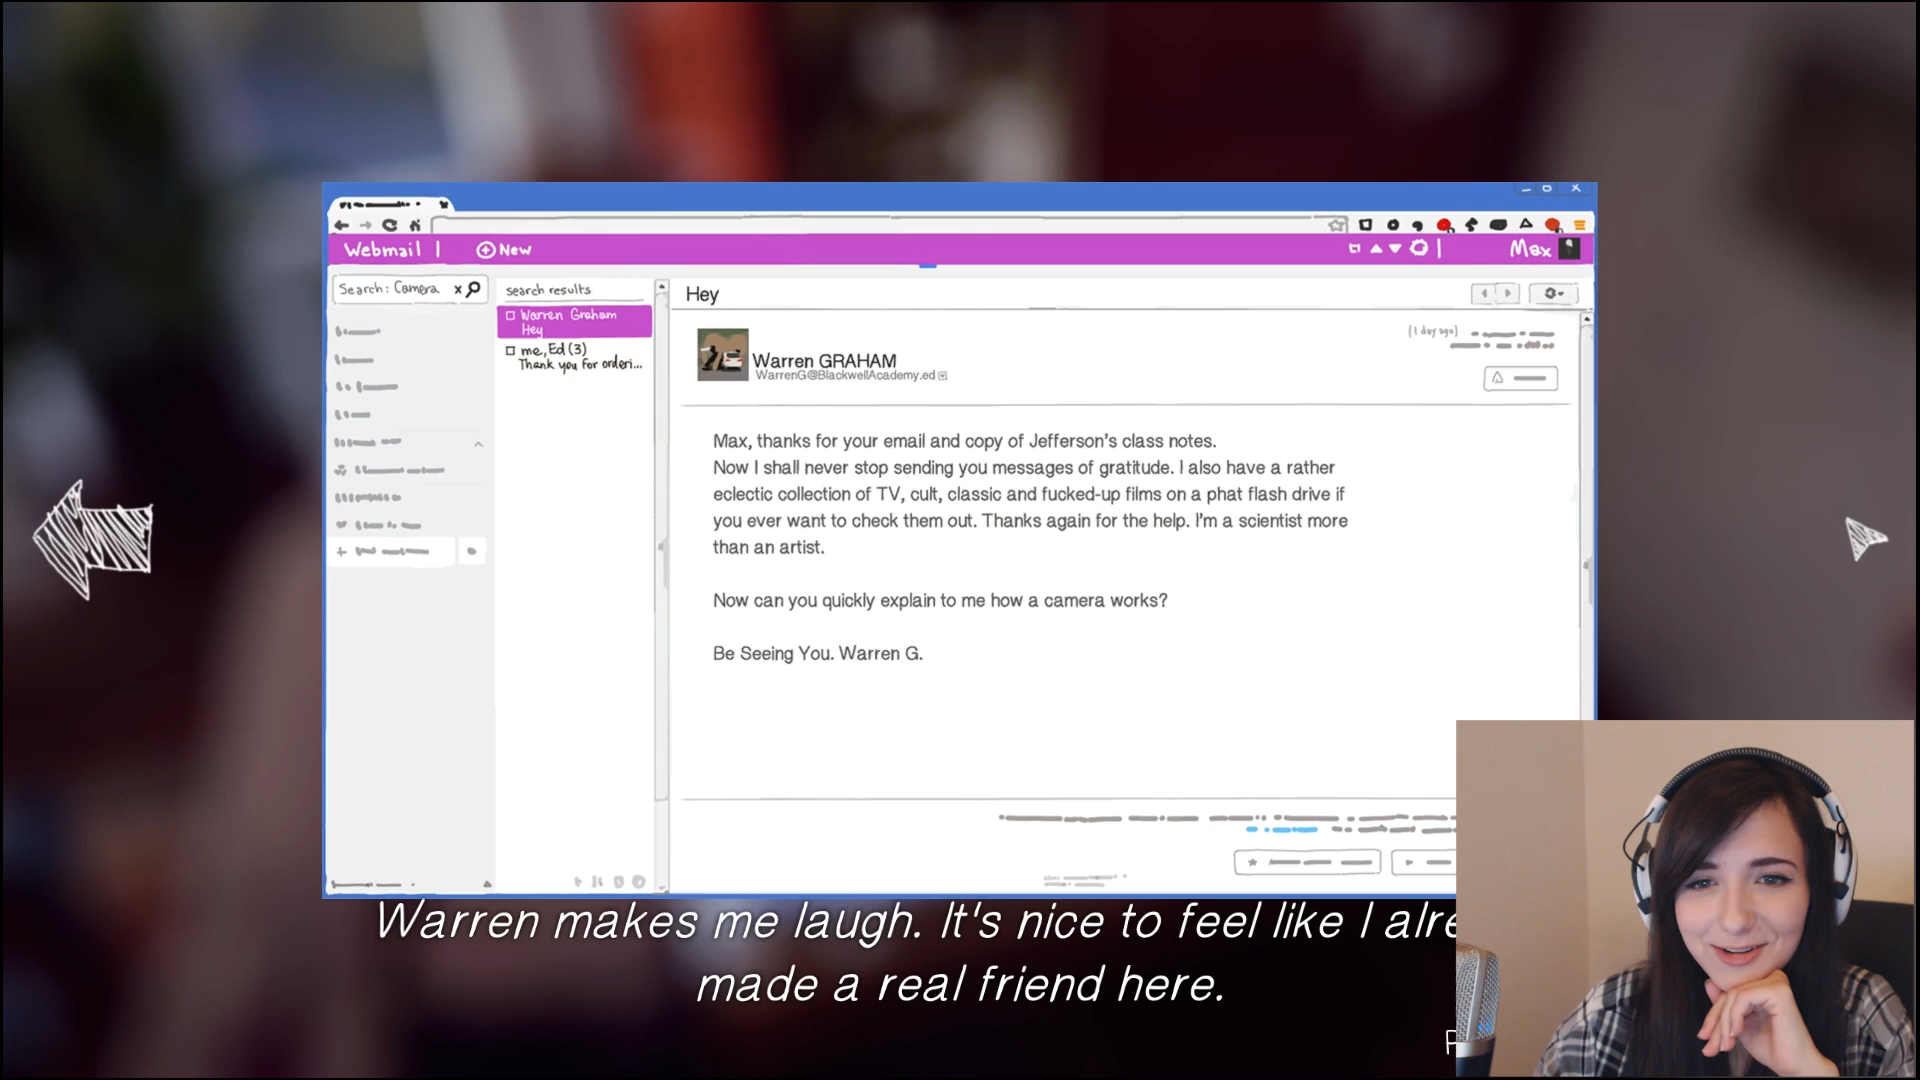 Webmail | New
Max
Search: Camera x
search results
Warren Graham
Hey
me, Ed (3)
Thank you for orderi...
Hey
(1 day ago)
Warren GRAHAM
WarrenG@BlackwellAcademy.ed
Max, thanks for your email and copy of Jefferson's class notes.
Now I shall never stop sending you messages of gratitude. I also have a rather
eclectic collection of TV, cult, classic and fucked-up films on a phat flash drive if
you ever want to check them out. Thanks again for the help. I'm a scientist more
than an artist.
Now can you quickly explain to me how a camera works?
Be Seeing You. Warren G.
Warren makes me laugh. It's nice to feel like I alre
made a real friend here.